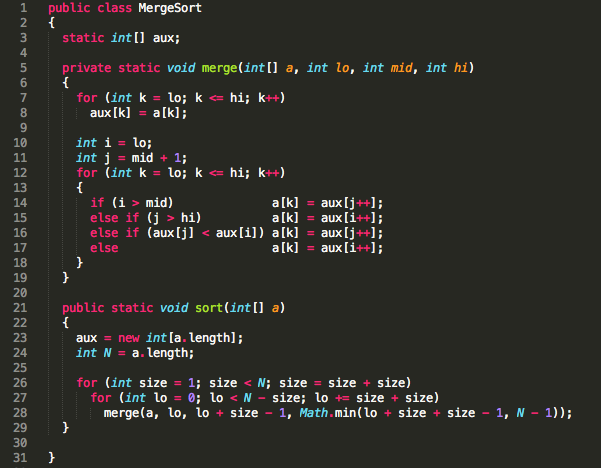 1 public class MergeSort
2 {
3 static int[] aux;
4
5 private static void merge(int[] a, int lo, int mid, int hi)
6 {
7 for (int k = lo; k <= hi; k++)
8 aux[k] = a[k];
9
10 int i = lo;
11 int j = mid + 1;
12 for (int k = lo; k <= hi; k++)
13 {
14 if (i > mid) a[k] = aux[j++];
15 else if (j > hi) a[k] = aux[i++];
16 else if (aux[j] < aux[i]) a[k] = aux[j++];
17 else a[k] = aux[i++];
18 }
19 }
20
21 public static void sort(int[] a)
22 {
23 aux = new int[a.length];
24 int N = a.length;
25
26 for (int size = 1; size < N; size = size + size)
27 for (int lo = 0; lo < N - size; lo += size + size)
28 merge(a, lo, lo + size - 1, Math.min(lo + size + size - 1, N - 1));
29 }
30
31 }